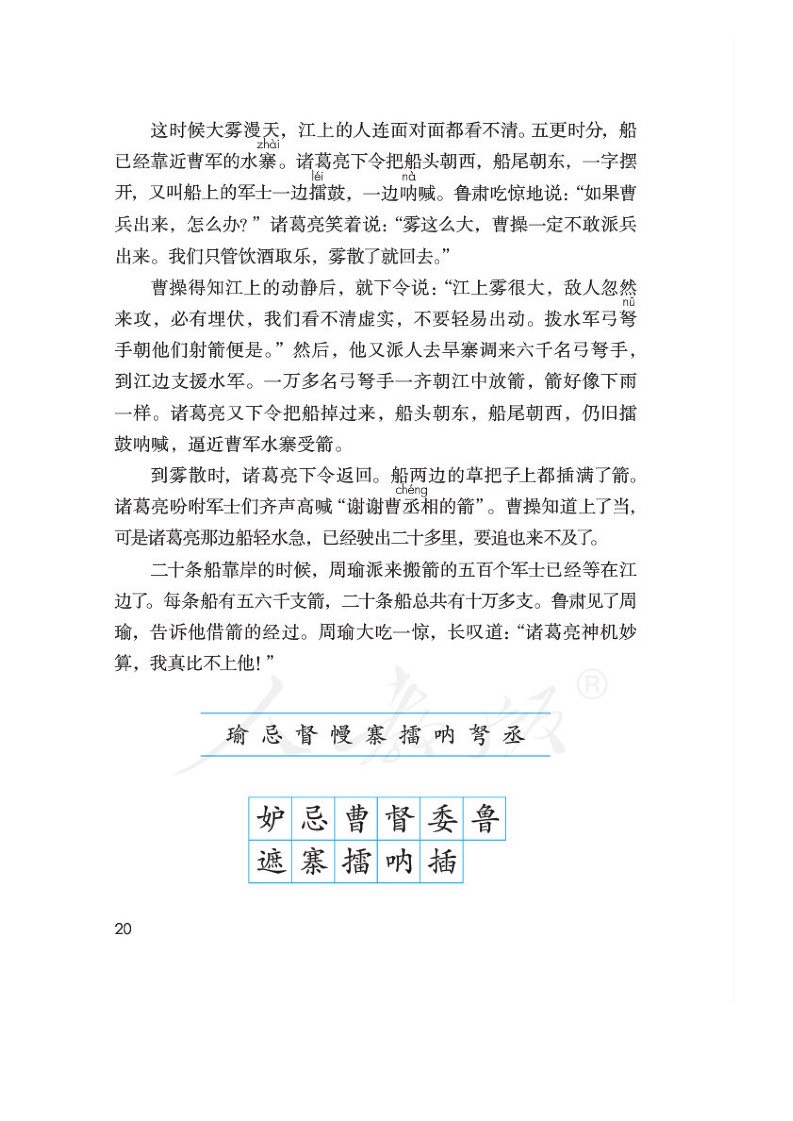 这时候大雾漫天，江上的人连面对面都看不清。五更时分，船
zhài
已经靠近曹军的水寨。诸葛亮下令把船头朝西，船尾朝东，一字摆
léi nà
开，又叫船上的军士一边擂鼓，一边呐喊。鲁肃吃惊地说：“如果曹
兵出来，怎么办？”诸葛亮笑着说：“雾这么大，曹操一定不敢派兵
出来。我们只管饮酒取乐，雾散了就回去。”
曹操得知江上的动静后，就下令说：“江上雾很大，敌人忽然
nǔ
来攻，必有埋伏，我们看不清虚实，不要轻易出动。拨水军弓弩
手朝他们射箭便是。”然后，他又派人去旱寨调来六千名弓弩手，
到江边支援水军。一万多名弓弩手一齐朝江中放箭，箭好像下雨
一样。诸葛亮又下令把船掉过来，船头朝东，船尾朝西，仍旧擂
鼓呐喊，逼近曹军水寨受箭。
到雾散时，诸葛亮下令返回。船两边的草把子上都插满了箭。
chéng
诸葛亮吩咐军士们齐声高喊“谢谢曹丞相的箭”。曹操知道上了当，
可是诸葛亮那边船轻水急，已经驶出二十多里，要追也来不及了。
二十条船靠岸的时候，周瑜派来搬箭的五百个军士已经等在江
边了。每条船有五六千支箭，二十条船总共有十万多支。鲁肃见了周
瑜，告诉他借箭的经过。周瑜大吃一惊，长叹道：“诸葛亮神机妙
算，我真比不上他！”
人教版®
瑜 忌 督 幔 寨 擂 呐 弩 丞
妒 忌 曹 督 委 鲁
遮 寨 擂 呐 插
20